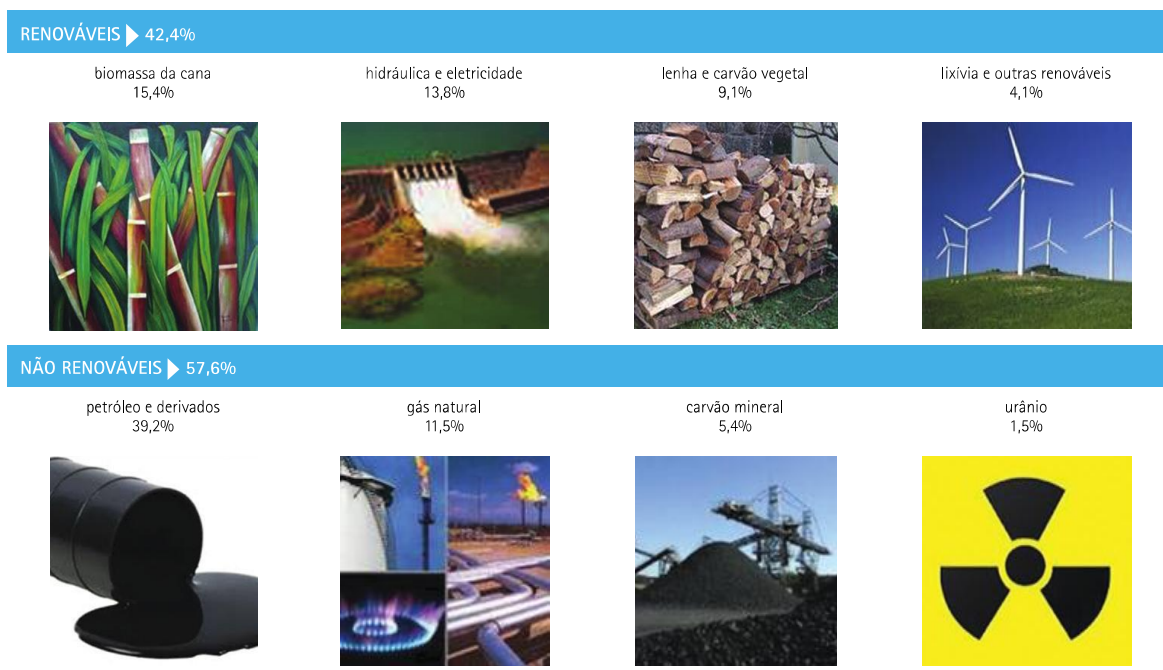 RENOVÁVEIS ▶ 42,4%
biomassa da cana
15,4%
hidráulica e eletricidade
13,8%
lenha e carvão vegetal
9,1%
lixívia e outras renováveis
4,1%
NÃO RENOVÁVEIS ▶ 57,6%
petróleo e derivados
39,2%
gás natural
11,5%
carvão mineral
5,4%
urânio
1,5%